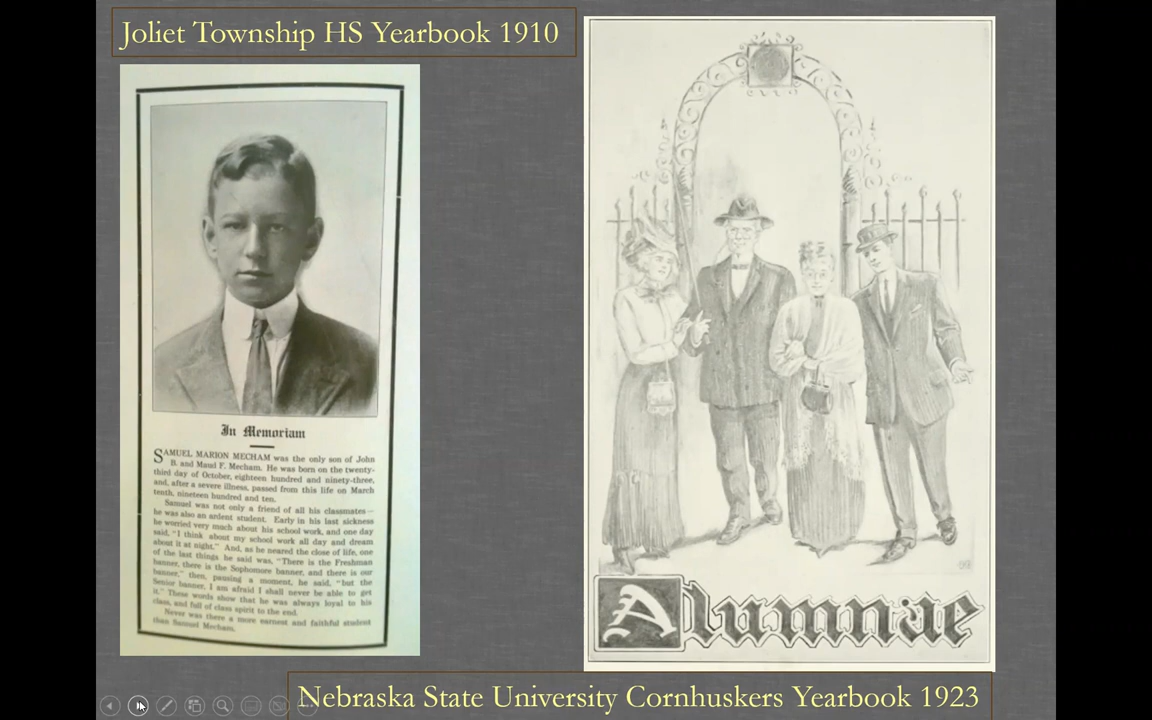 Joliet Township HS Yearbook 1910
In Memoriam
SAMUEL MARION MECHAM was the only son of John
B. and Maud F. Mecham. He was born on the twenty-
third day of October, eighteen hundred and ninety-three,
and, after a severe illness, passed from this life on March
tenth, nineteen hundred and ten.
Samuel was not only a friend of all his classmates—
he was also an ardent student. Early in his last sickness
he worried very much about his school work, and one day
said, "I think about my school work all day and dream
about it at night." And, as he neared the close of life, one
of the last things he said was, "There is the Freshman
banner, there is the Sophomore banner, and there is our
banner," then, pausing a moment, he said, "but the
Senior banner, I am afraid I shall never be able to get
it." These words show that he was always loyal to his
class, and full of class spirit to the end.
Never was there a more earnest and faithful student
than Samuel Mecham.
Alumnae
Nebraska State University Cornhuskers Yearbook 1923